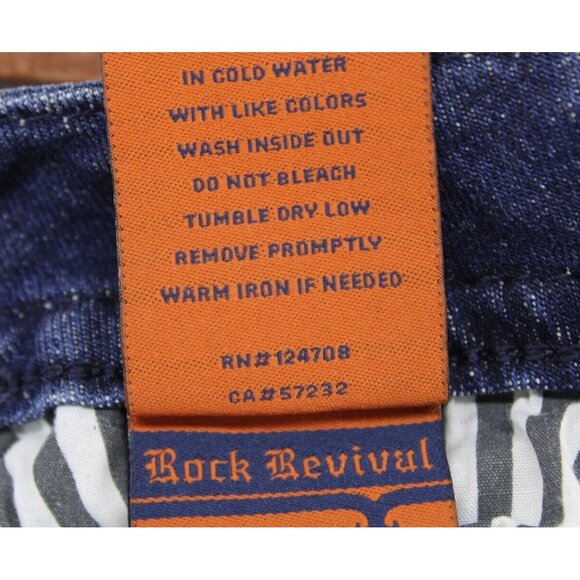 IN COLD WATER
WITH LIKE COLORS
WASH INSIDE OUT
DO NOT BLEACH
TUMBLE DRY LOW
REMOVE PROMPTLY
WARM IRON IF NEEDED
RN#124708
CA#57232
Rock Revival